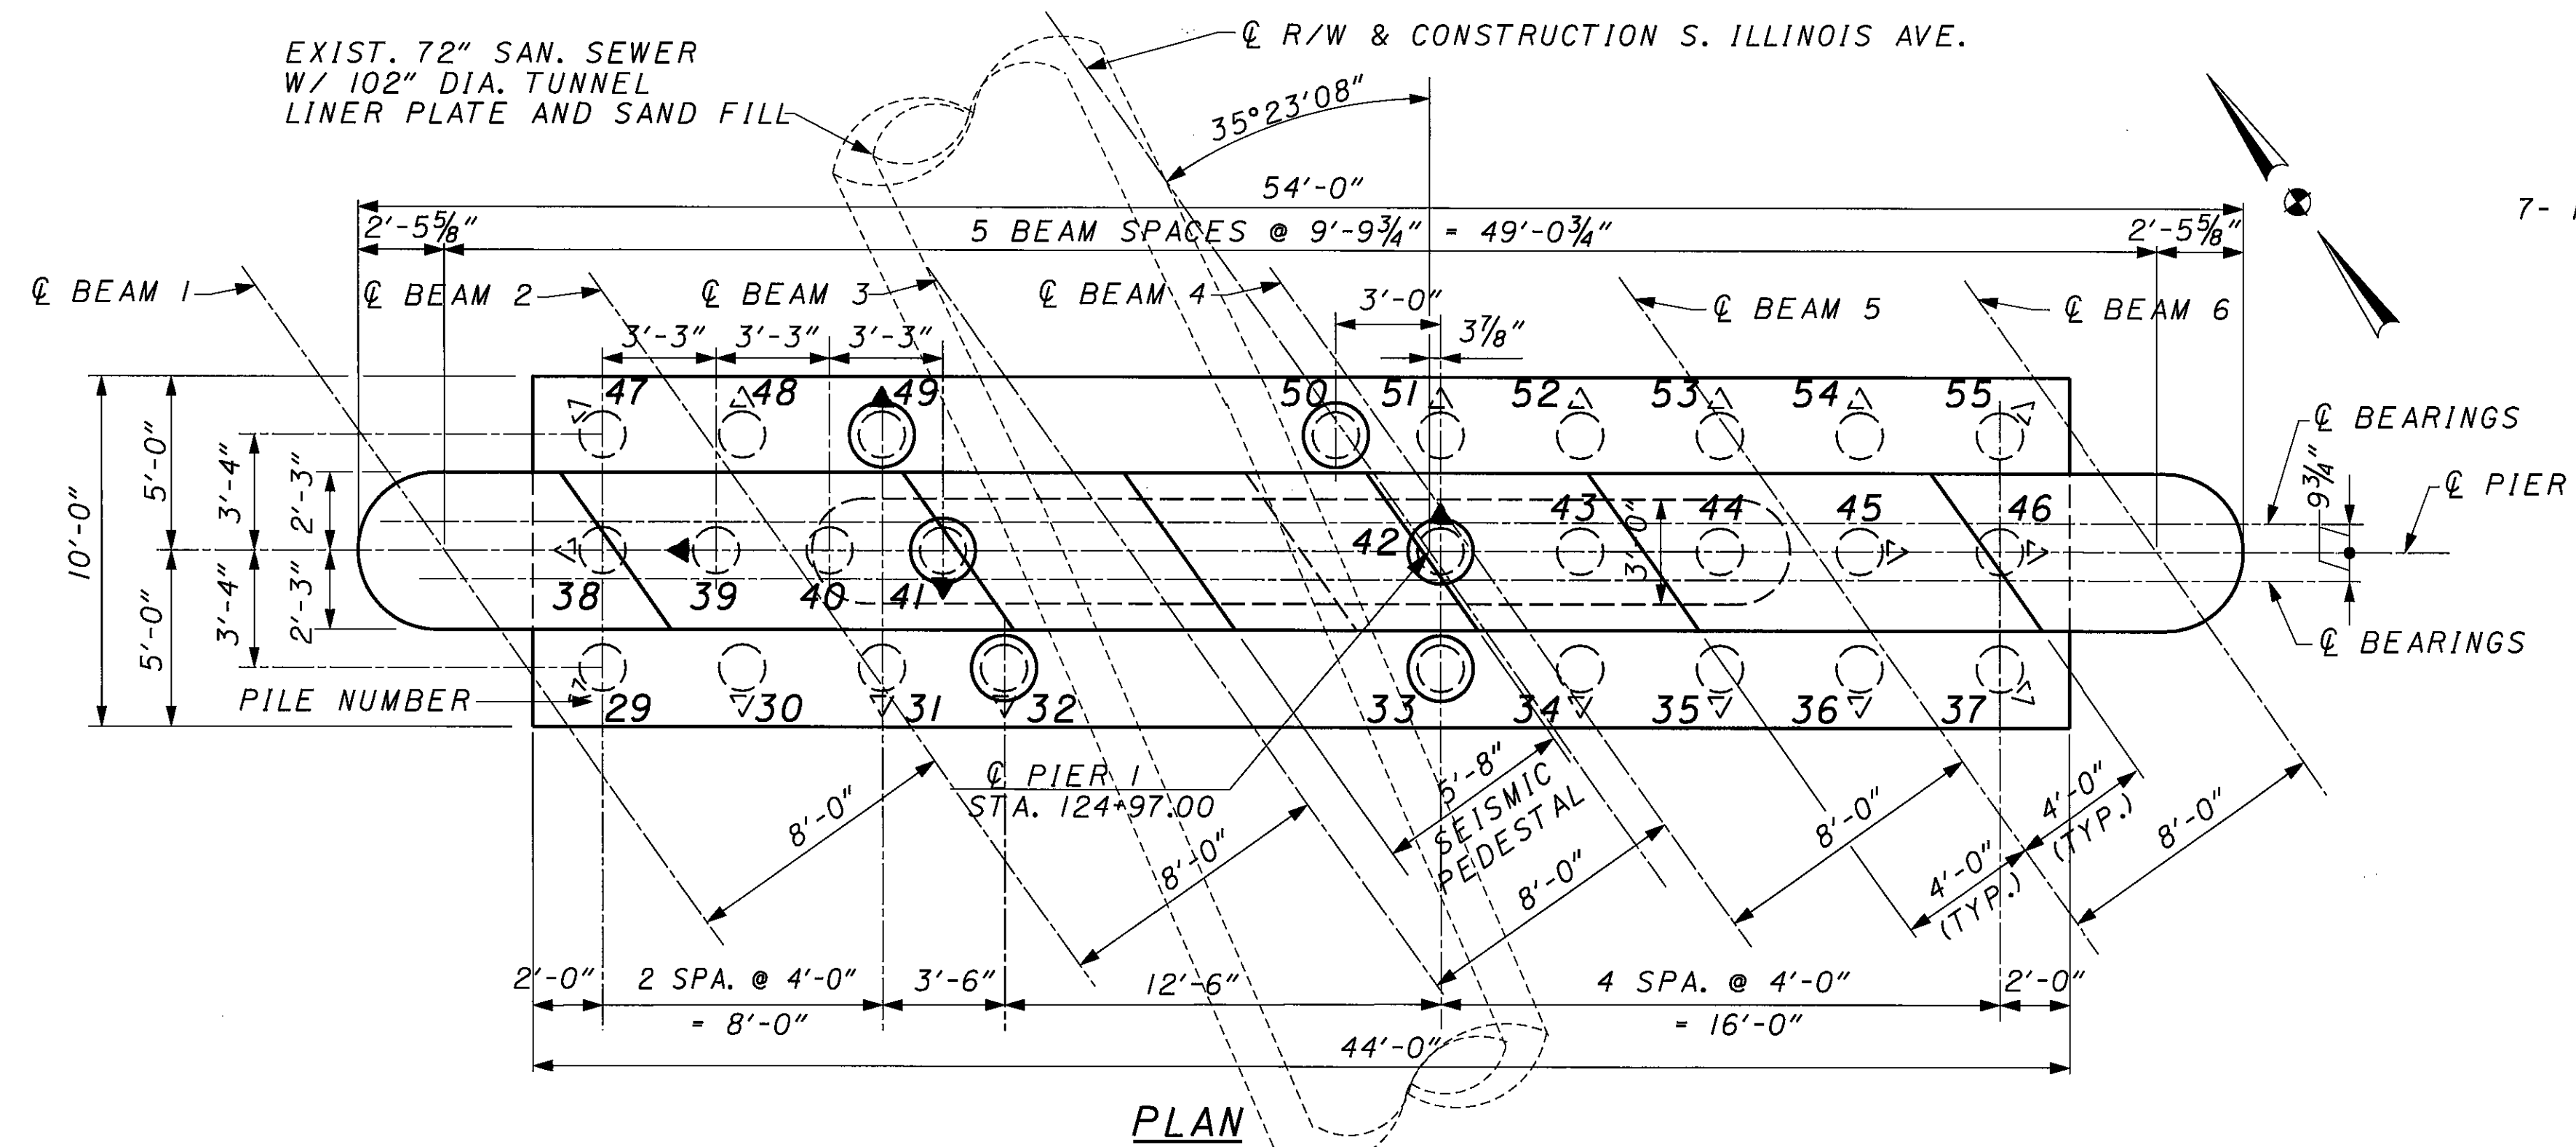 EXIST. 72" SAN. SEWER
W/ 102" DIA. TUNNEL
LINER PLATE AND SAND FILL
℄ R/W & CONSTRUCTION S. ILLINOIS AVE.
35°23'08"
54'-0"
2'-5⅝"
5 BEAM SPACES @ 9'-9¾" = 49'-0¾"
2'-5⅝"
7-
℄ BEAM 1
℄ BEAM 2
℄ BEAM 3
℄ BEAM 4
℄ BEAM 5
℄ BEAM 6
3'-3"
3'-3"
3'-3"
3'-0"
3⅞"
47
48
49
50
51
52
53
54
55
10'-0"
5'-0"
5'-0"
3'-4"
3'-4"
2'-3"
2'-3"
38
39
40
41
42
43
44
45
46
3'-0"
℄ BEARINGS
9¾"
℄ PIER
℄ BEARINGS
PILE NUMBER
29
30
31
32
33
34
35
36
37
℄ PIER 1
STA. 124+97.00
8'-0"
8'-0"
5'-8"
SEISMIC
PEDESTAL
8'-0"
8'-0"
4'-0"
(TYP.)
4'-0"
(TYP.)
8'-0"
2'-0"
2 SPA. @ 4'-0"
= 8'-0"
3'-6"
12'-6"
4 SPA. @ 4'-0"
= 16'-0"
2'-0"
44'-0"
PLAN